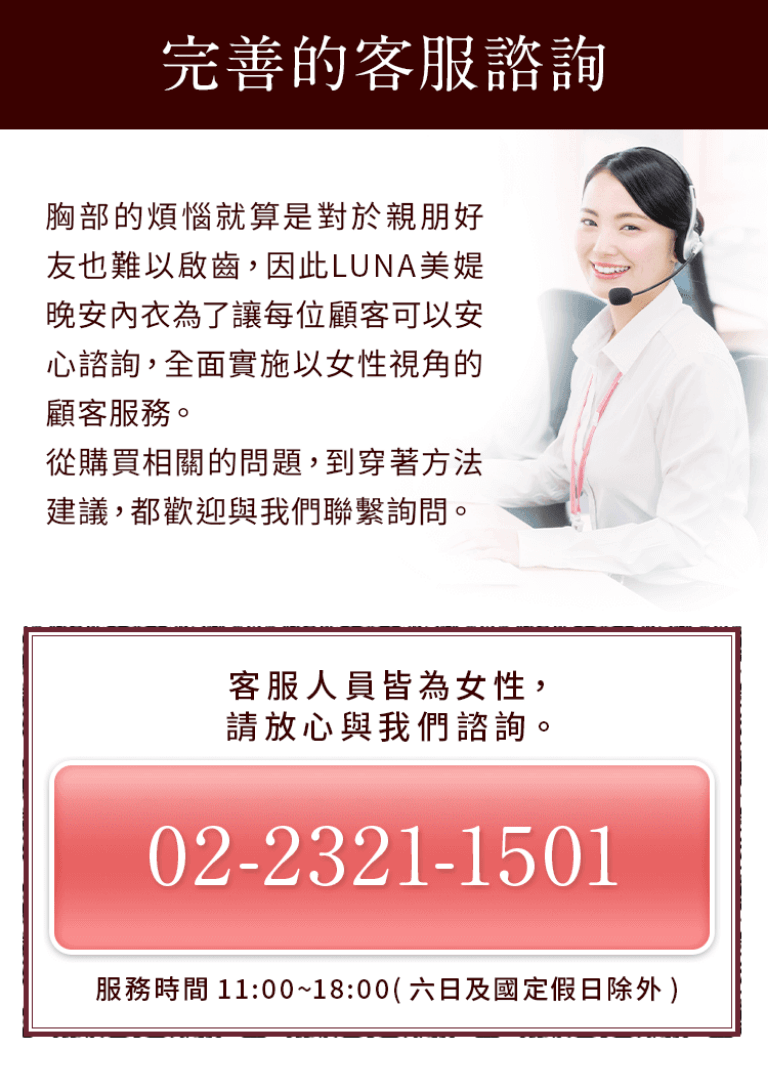 完善的客服諮詢
胸部的煩惱就算是對於親朋好
友也難以啟齒，因此LUNA美媞
晚安內衣為了讓每位顧客可以安
心諮詢，全面實施以女性視角的
顧客服務。
從購買相關的問題，到穿著方法
建議，都歡迎與我們聯繫詢問。
客服人員皆為女性，
請放心與我們諮詢。
02-2321-1501
服務時間 11:00~18:00( 六日及國定假日除外 )